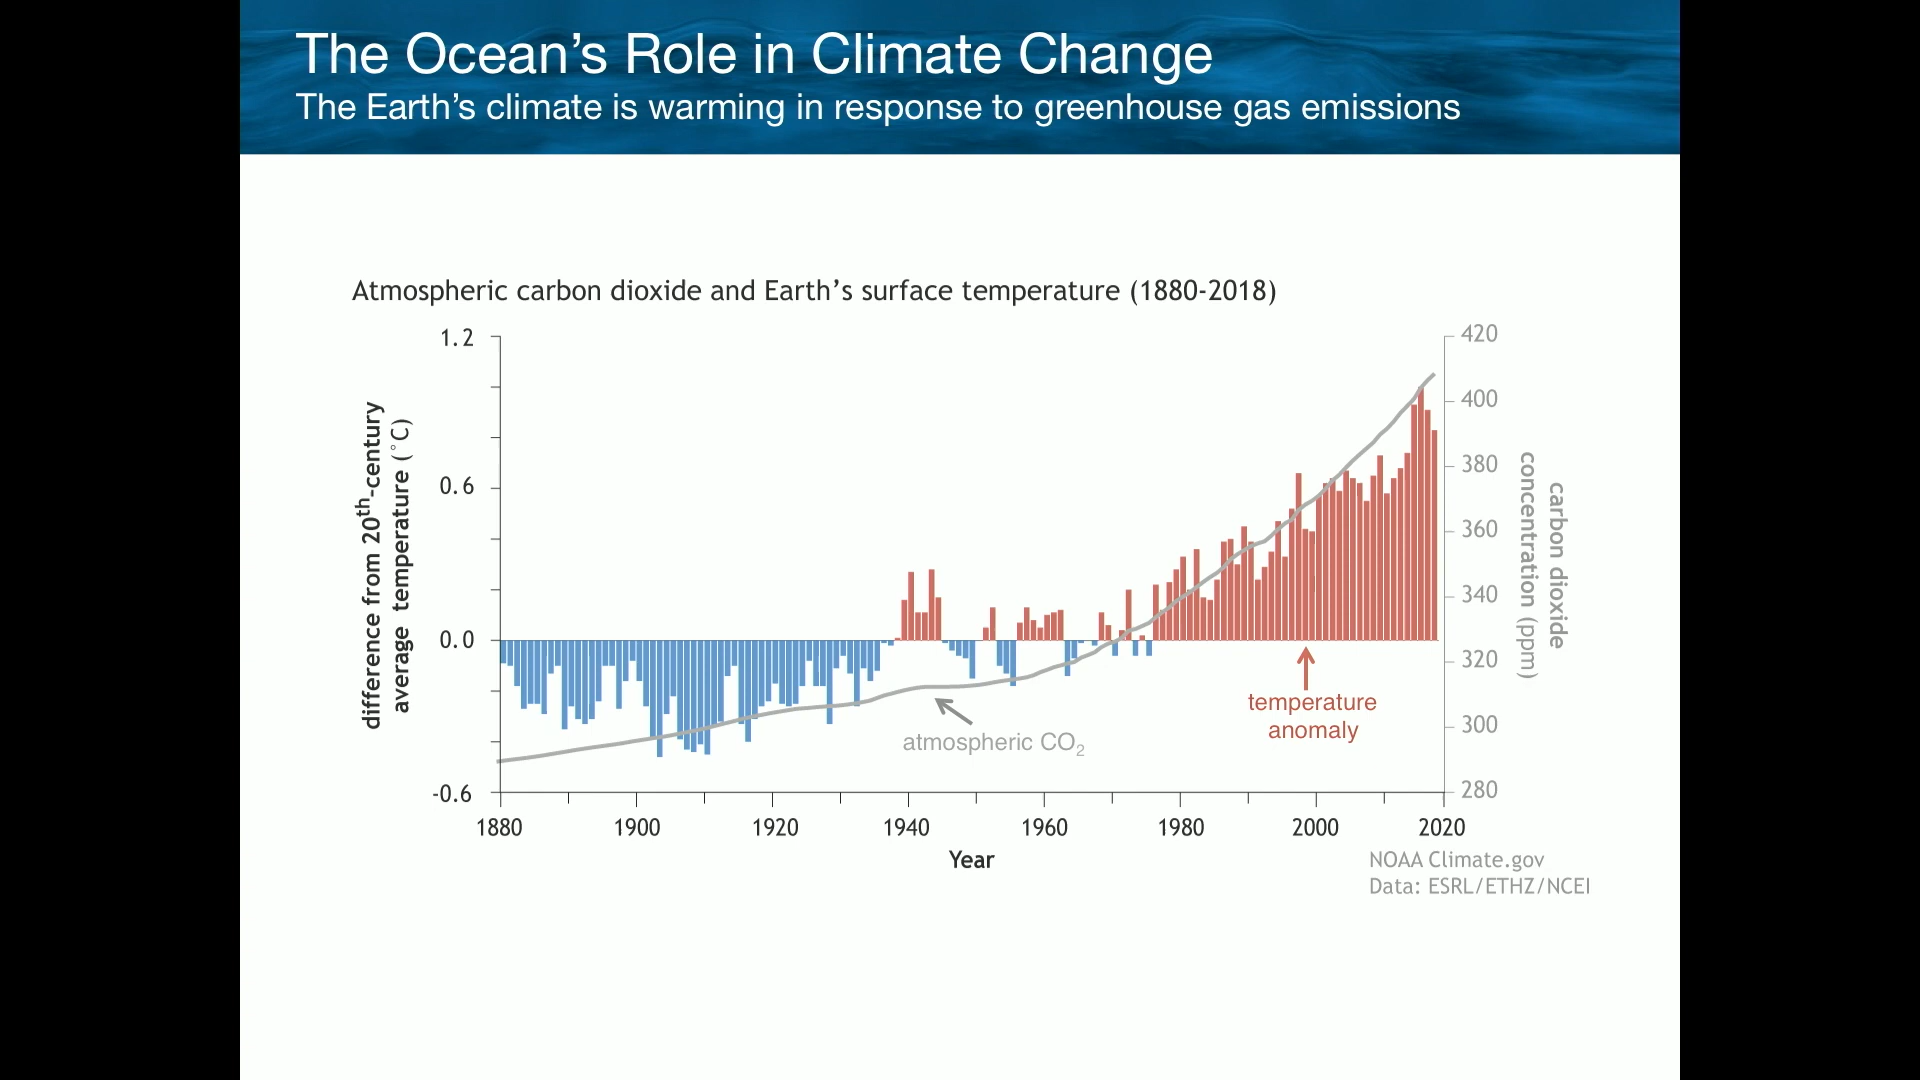 The Ocean’s Role in Climate Change
The Earth’s climate is warming in response to greenhouse gas emissions
Atmospheric carbon dioxide and Earth’s surface temperature (1880-2018)
difference from 20th-century
average temperature (°C)
1.2
0.6
0.0
-0.6
420
400
380
360
340
320
300
280
carbon dioxide
concentration (ppm)
atmospheric CO₂
temperature
anomaly
1880
1900
1920
1940
1960
1980
2000
2020
Year
NOAA Climate.gov
Data: ESRL/ETHZ/NCEI